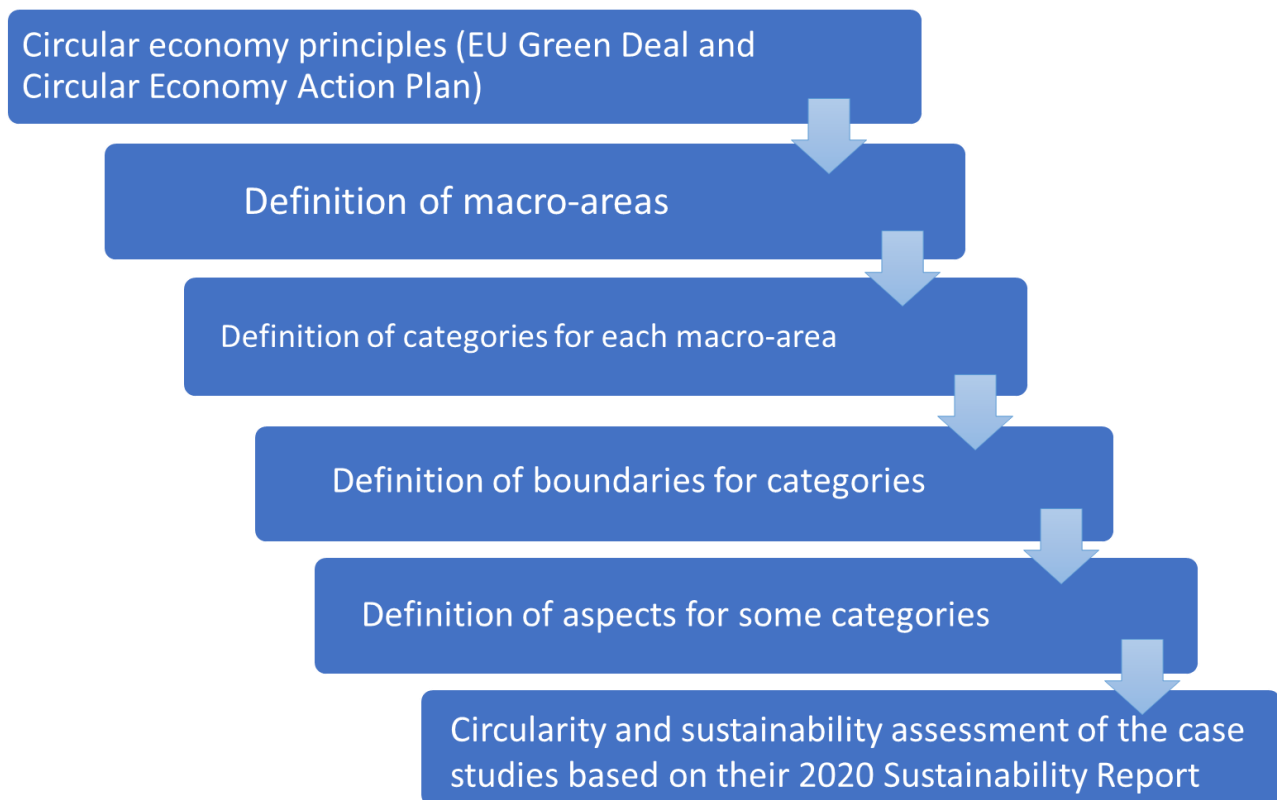 Circular economy principles (EU Green Deal and
Circular Economy Action Plan)
Definition of macro-areas
Definition of categories for each macro-area
Definition of boundaries for categories
Definition of aspects for some categories
Circularity and sustainability assessment of the case
studies based on their 2020 Sustainability Report